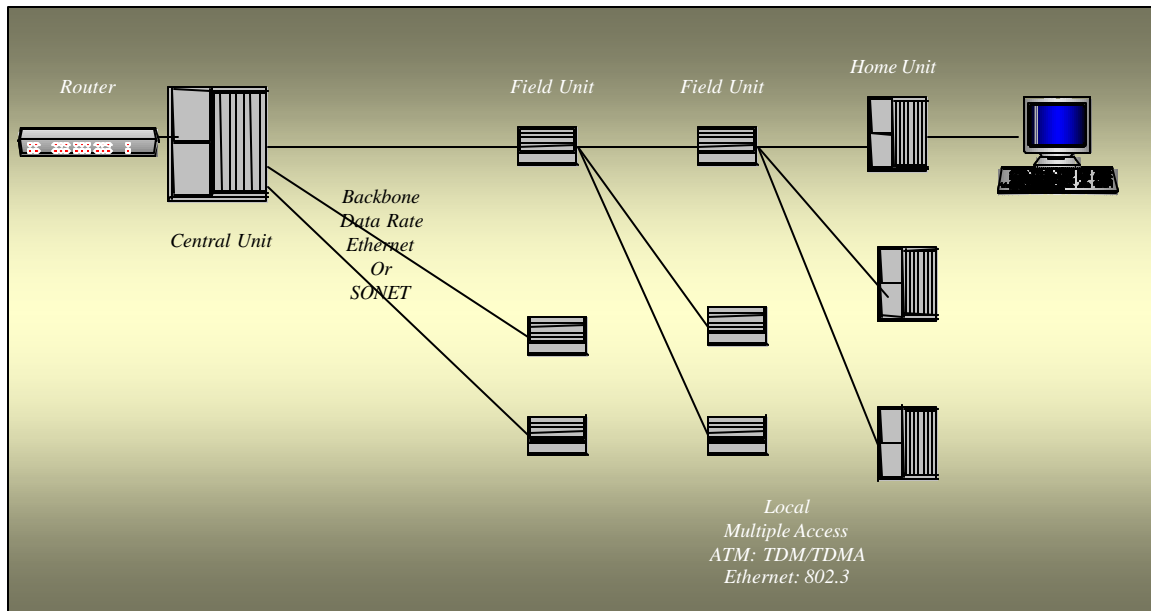 Router
Field Unit
Field Unit
Home Unit
Central Unit
Backbone
Data Rate
Ethernet
Or
SONET
Local
Multiple Access
ATM: TDM/TDMA
Ethernet: 802.3